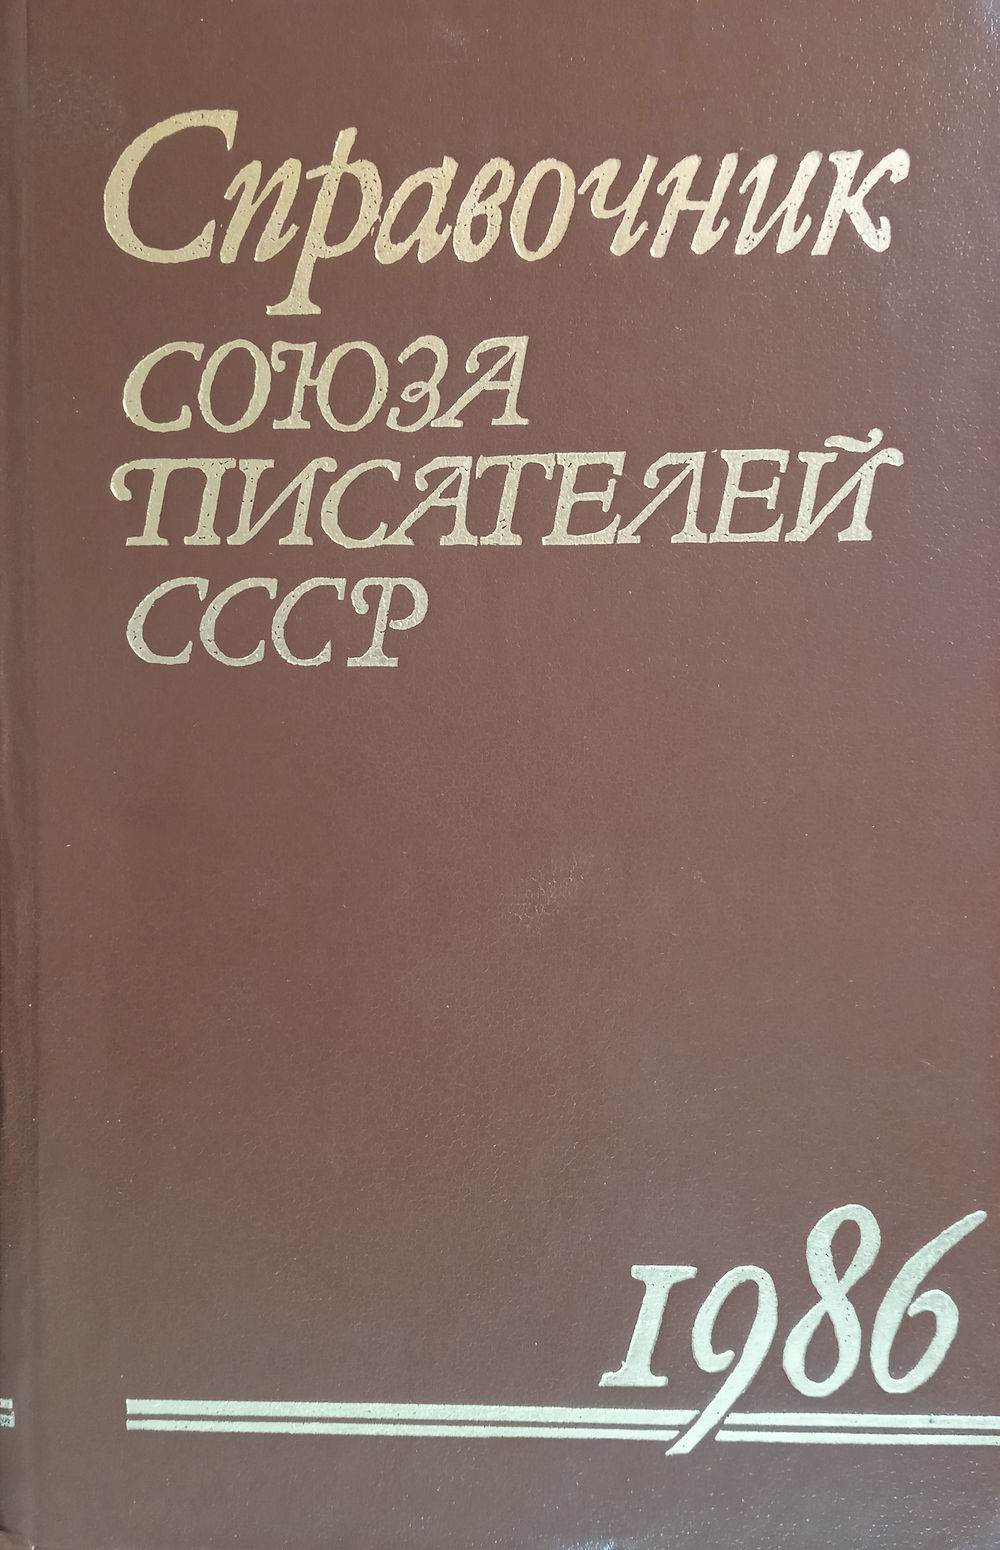 Справочник
СОЮЗА
ПИСАТЕЛЕЙ
СССР
1986